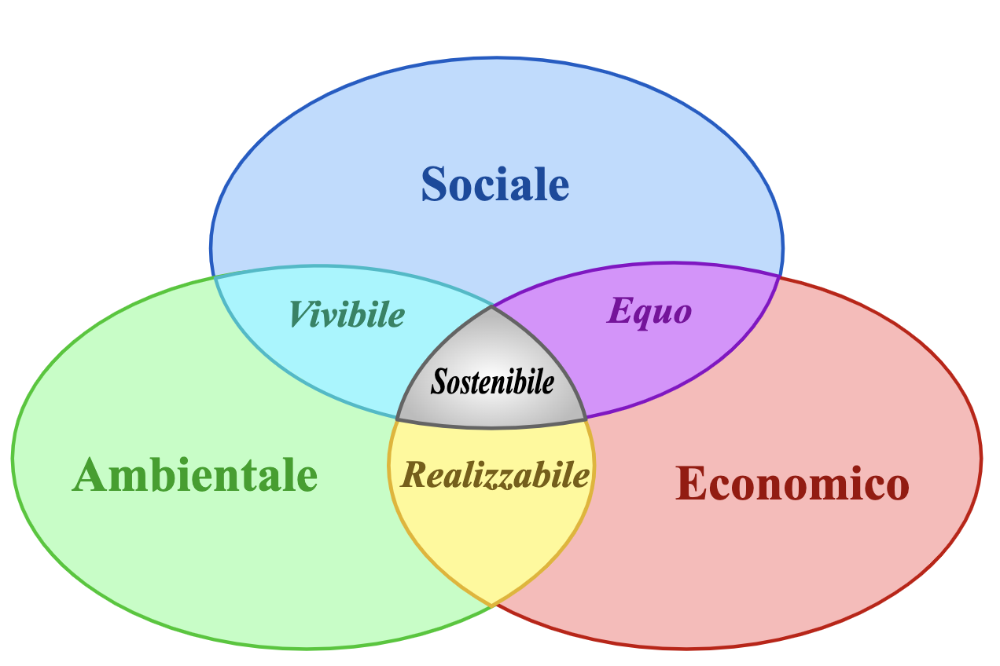 Sociale
Vivibile
Equo
Sostenibile
Ambientale
Realizzabile
Economico